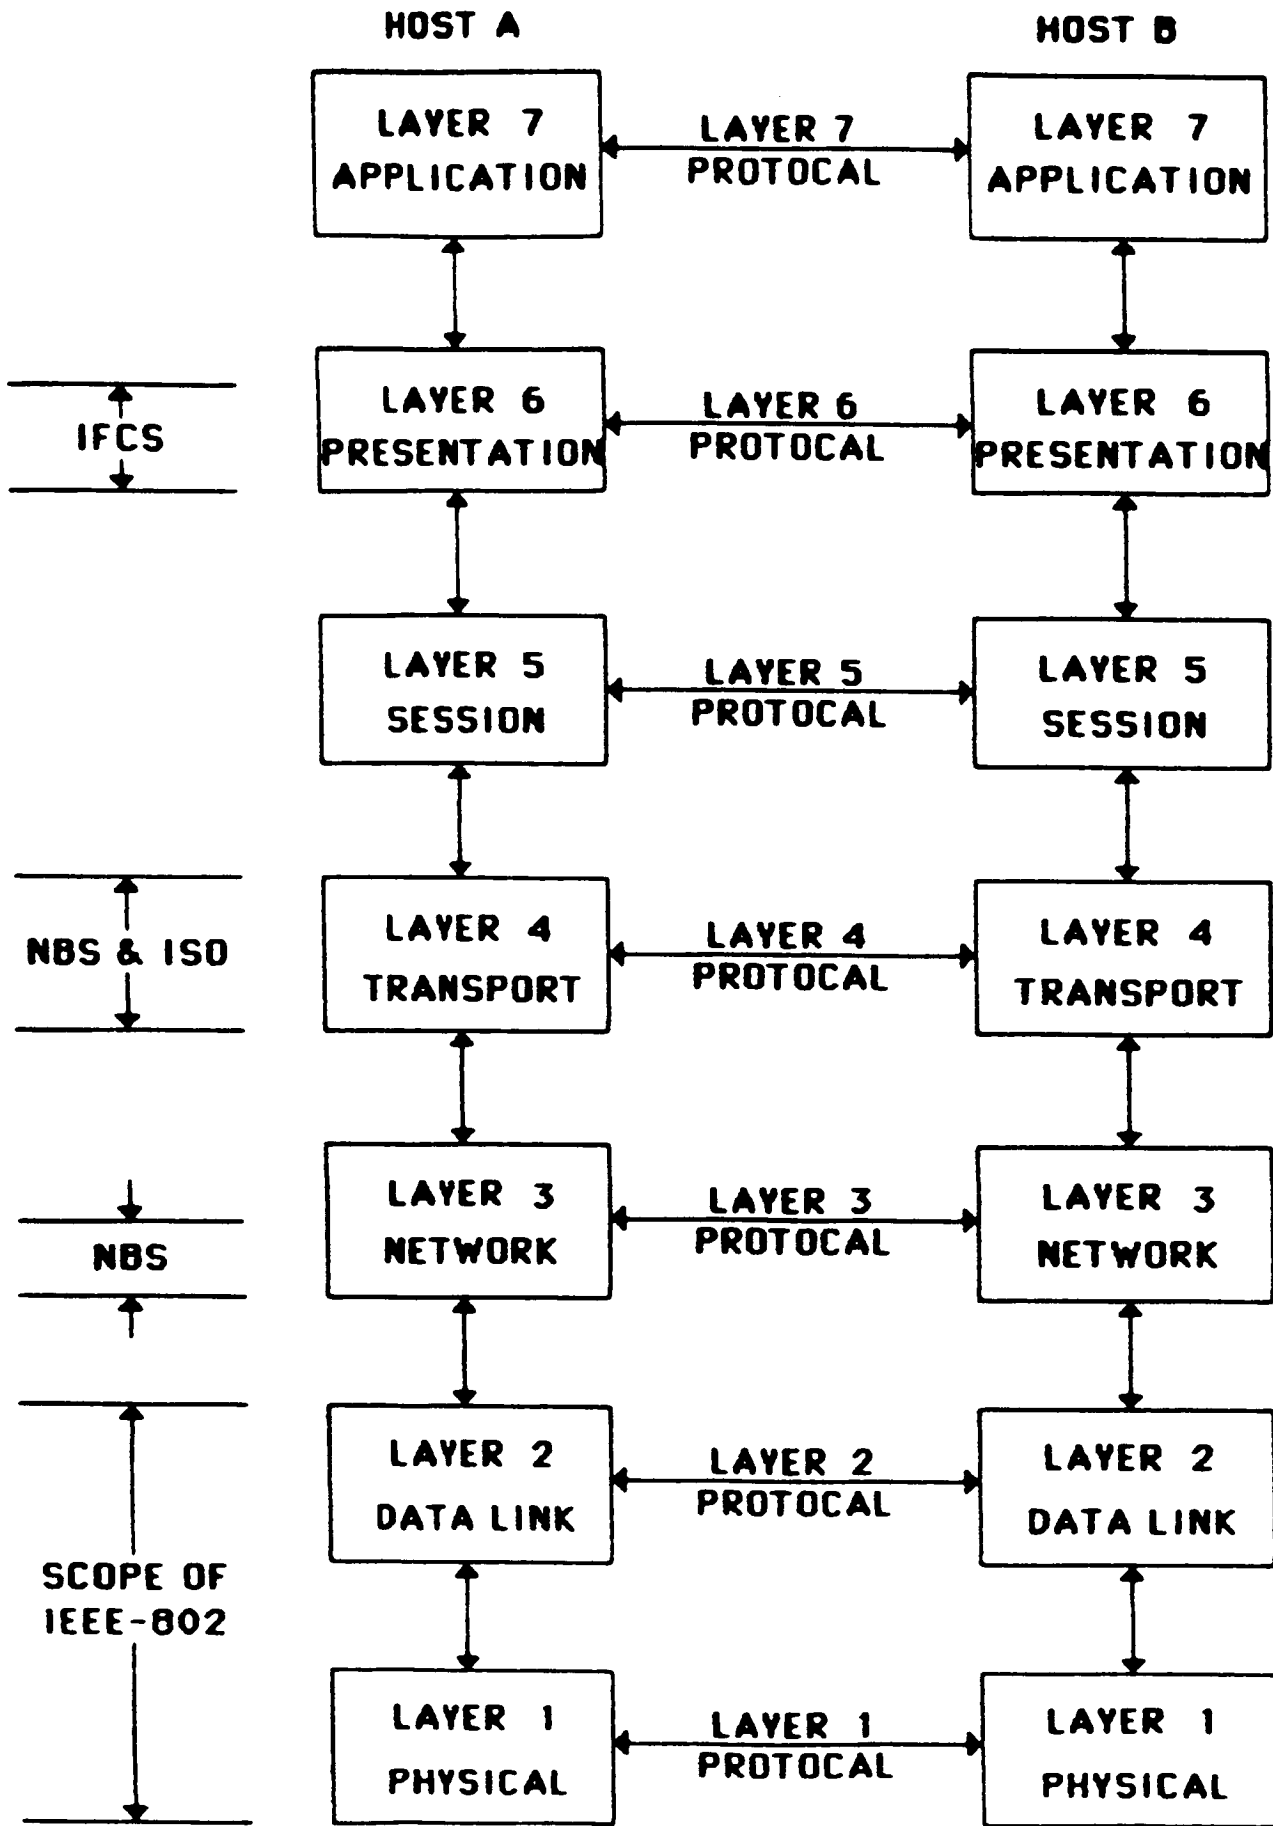 HOST A
HOST B
LAYER 7
APPLICATION
LAYER 7
PROTOCAL
LAYER 7
APPLICATION
IFCS
LAYER 6
PRESENTATION
LAYER 6
PROTOCAL
LAYER 6
PRESENTATION
LAYER 5
SESSION
LAYER 5
PROTOCAL
LAYER 5
SESSION
NBS & ISO
LAYER 4
TRANSPORT
LAYER 4
PROTOCAL
LAYER 4
TRANSPORT
NBS
LAYER 3
NETWORK
LAYER 3
PROTOCAL
LAYER 3
NETWORK
SCOPE OF
IEEE-802
LAYER 2
DATA LINK
LAYER 2
PROTOCAL
LAYER 2
DATA LINK
LAYER 1
PHYSICAL
LAYER 1
PROTOCAL
LAYER 1
PHYSICAL